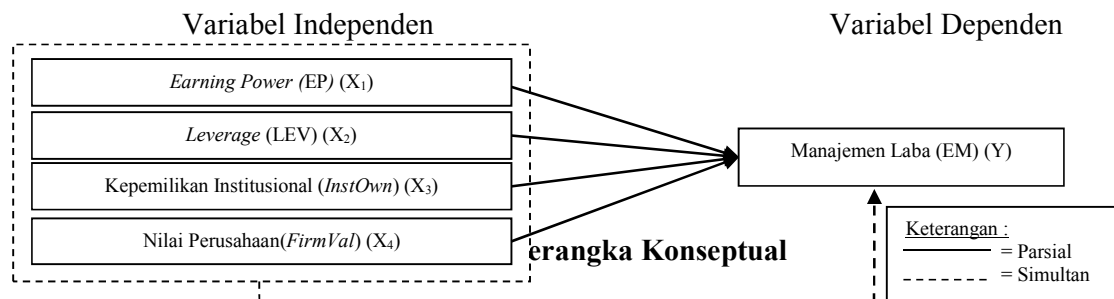 Variabel Independen
Variabel Dependen
Earning Power (EP) (X₁)
Leverage (LEV) (X₂)
Kepemilikan Institusional (InstOwn) (X₃)
Nilai Perusahaan(FirmVal) (X₄)
Manajemen Laba (EM) (Y)
erangka Konseptual
Keterangan :
= Parsial
= Simultan